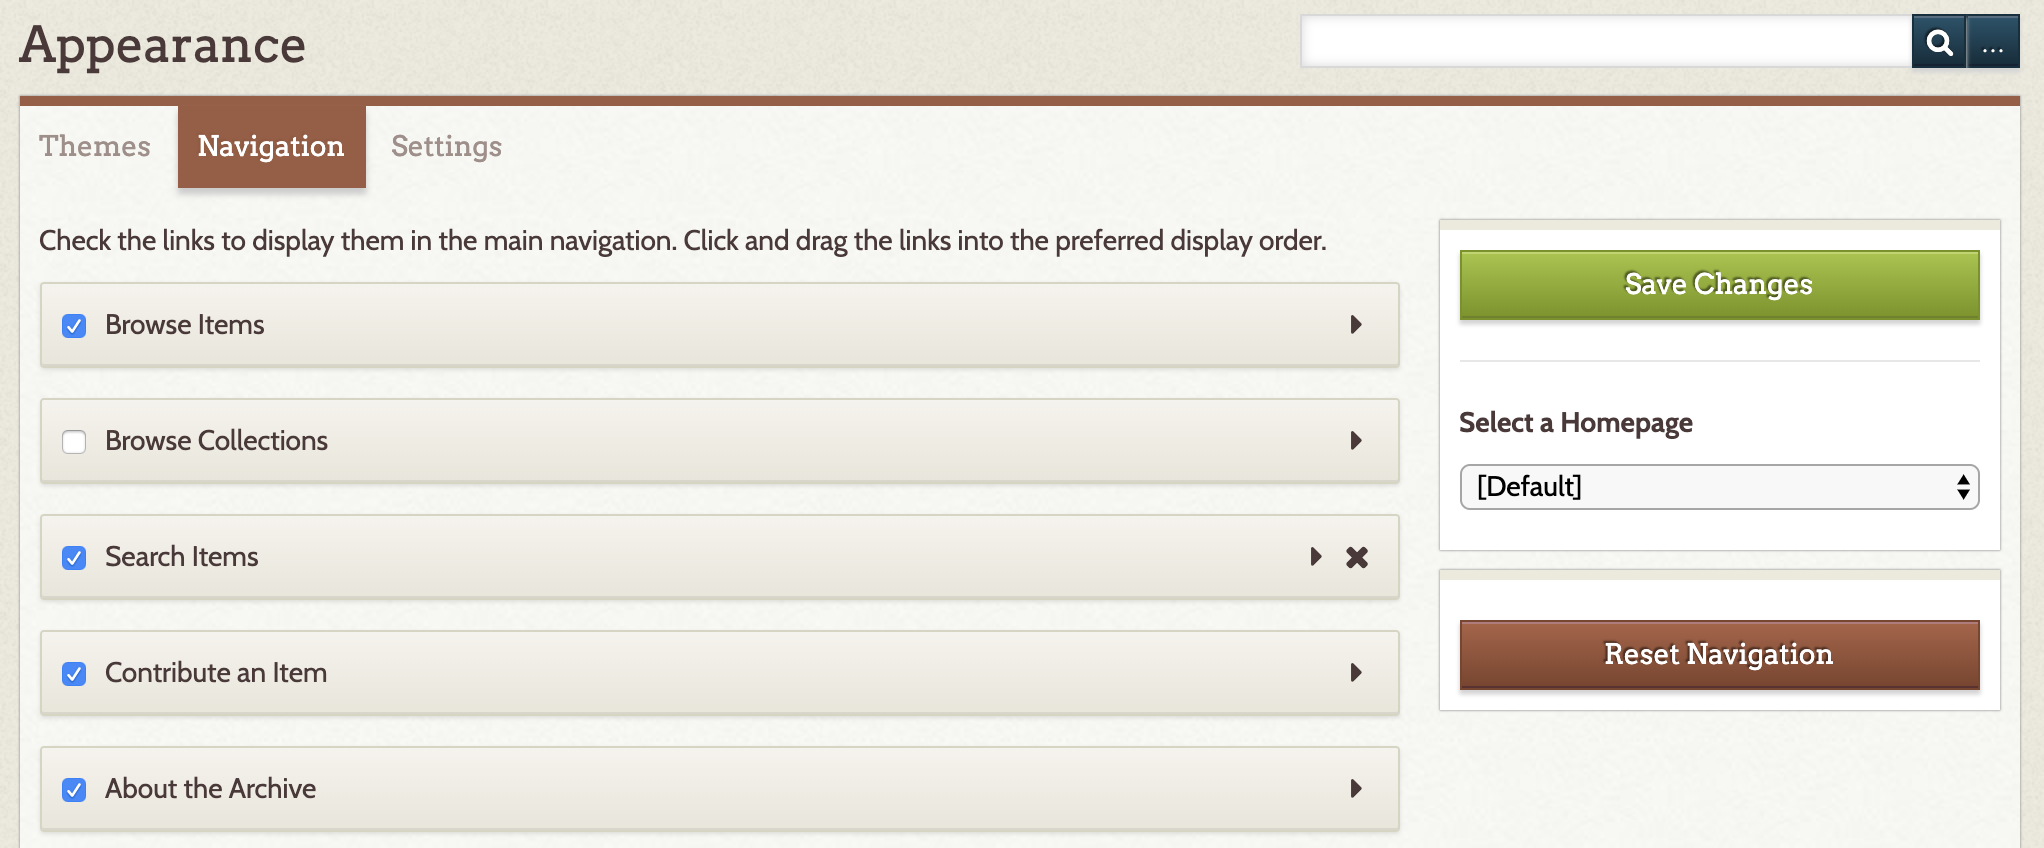 Appearance
...
Themes
Navigation
Settings
Check the links to display them in the main navigation. Click and drag the links into the preferred display order.
Browse Items
Browse Collections
Search Items
Contribute an Item
About the Archive
Save Changes
Select a Homepage
[Default]
Reset Navigation